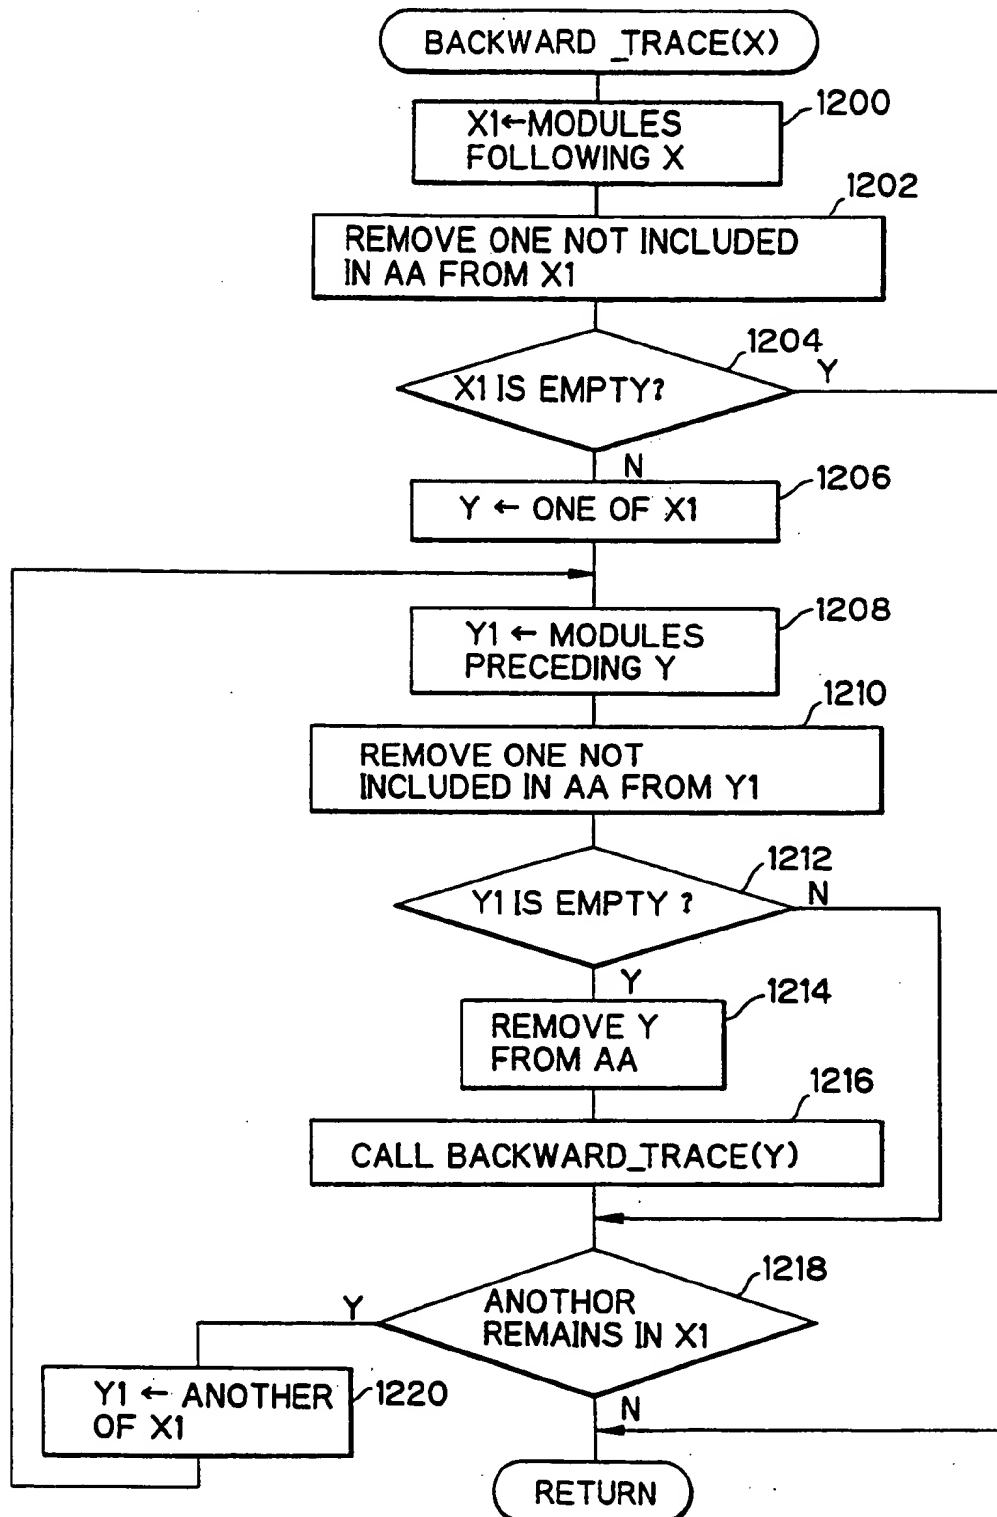 BACKWARD_TRACE(X)
1200
X1←MODULES
FOLLOWING X
1202
REMOVE ONE NOT INCLUDED
IN AA FROM X1
1204
X1 IS EMPTY?
Y
N
1206
Y ← ONE OF X1
1208
Y1 ← MODULES
PRECEDING Y
1210
REMOVE ONE NOT
INCLUDED IN AA FROM Y1
1212
Y1 IS EMPTY ?
N
Y
1214
REMOVE Y
FROM AA
1216
CALL BACKWARD_TRACE(Y)
1218
ANOTHOR
REMAINS IN X1
Y
1220
Y1 ← ANOTHER
OF X1
N
RETURN